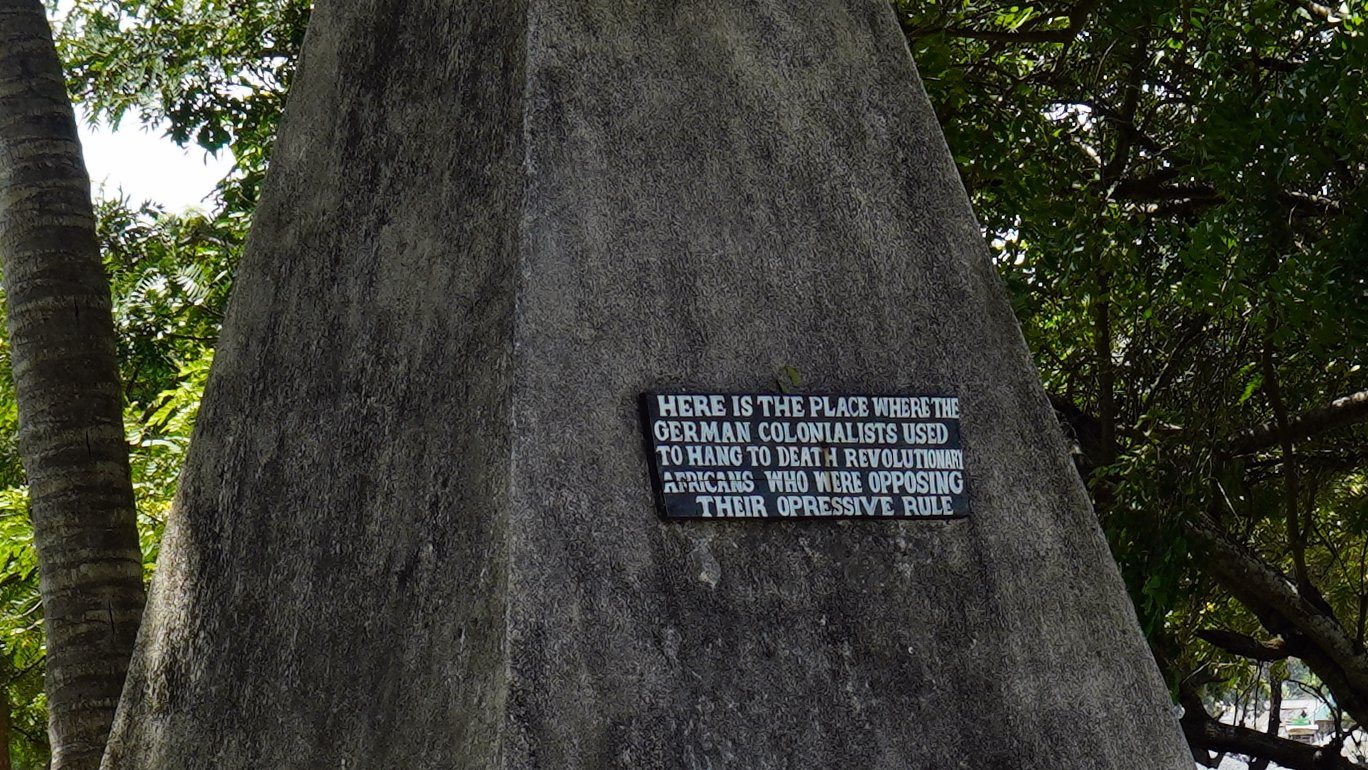 HERE IS THE PLACE WHERE THE
GERMAN COLONIALISTS USED
TO HANG TO DEATH REVOLUTIONARY
AFRICANS WHO WERE OPPOSING
THEIR OPRESSIVE RULE